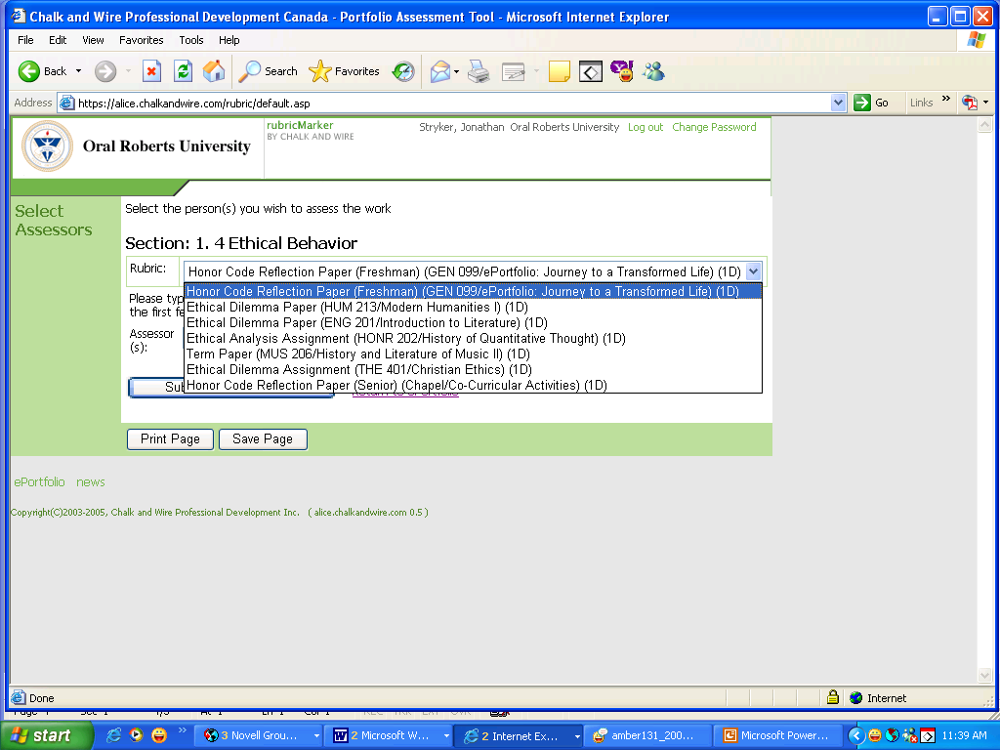 Chalk and Wire Professional Development Canada - Portfolio Assessment Tool - Microsoft Internet Explorer
File Edit View Favorites Tools Help
Back Search Favorites
Address https://alice.chalkandwire.com/rubric/default.asp Go Links »
Oral Roberts University
rubricMarker
BY CHALK AND WIRE
Stryker, Jonathan Oral Roberts University Log out Change Password
Select
Assessors
Select the person(s) you wish to assess the work
Section: 1. 4 Ethical Behavior
Rubric: Honor Code Reflection Paper (Freshman) (GEN 099/ePortfolio: Journey to a Transformed Life) (1D)
Honor Code Reflection Paper (Freshman) (GEN 099/ePortfolio: Journey to a Transformed Life) (1D)
Ethical Dilemma Paper (HUM 213/Modern Humanities I) (1D)
Ethical Dilemma Paper (ENG 201/Introduction to Literature) (1D)
Ethical Analysis Assignment (HONR 202/History of Quantitative Thought) (1D)
Term Paper (MUS 206/History and Literature of Music II) (1D)
Ethical Dilemma Assignment (THE 401/Christian Ethics) (1D)
Honor Code Reflection Paper (Senior) (Chapel/Co-Curricular Activities) (1D)
Please typ
the first fe
Assessor
(s):
Sub
Print Page Save Page
ePortfolio news
Copyright(C)2003-2005, Chalk and Wire Professional Development Inc. ( alice.chalkandwire.com 0.5 )
Done Internet
start » 3 Novell Grou... 2 Microsoft W... 2 Internet Ex... amber131_200... Microsoft Power... 11:39 AM